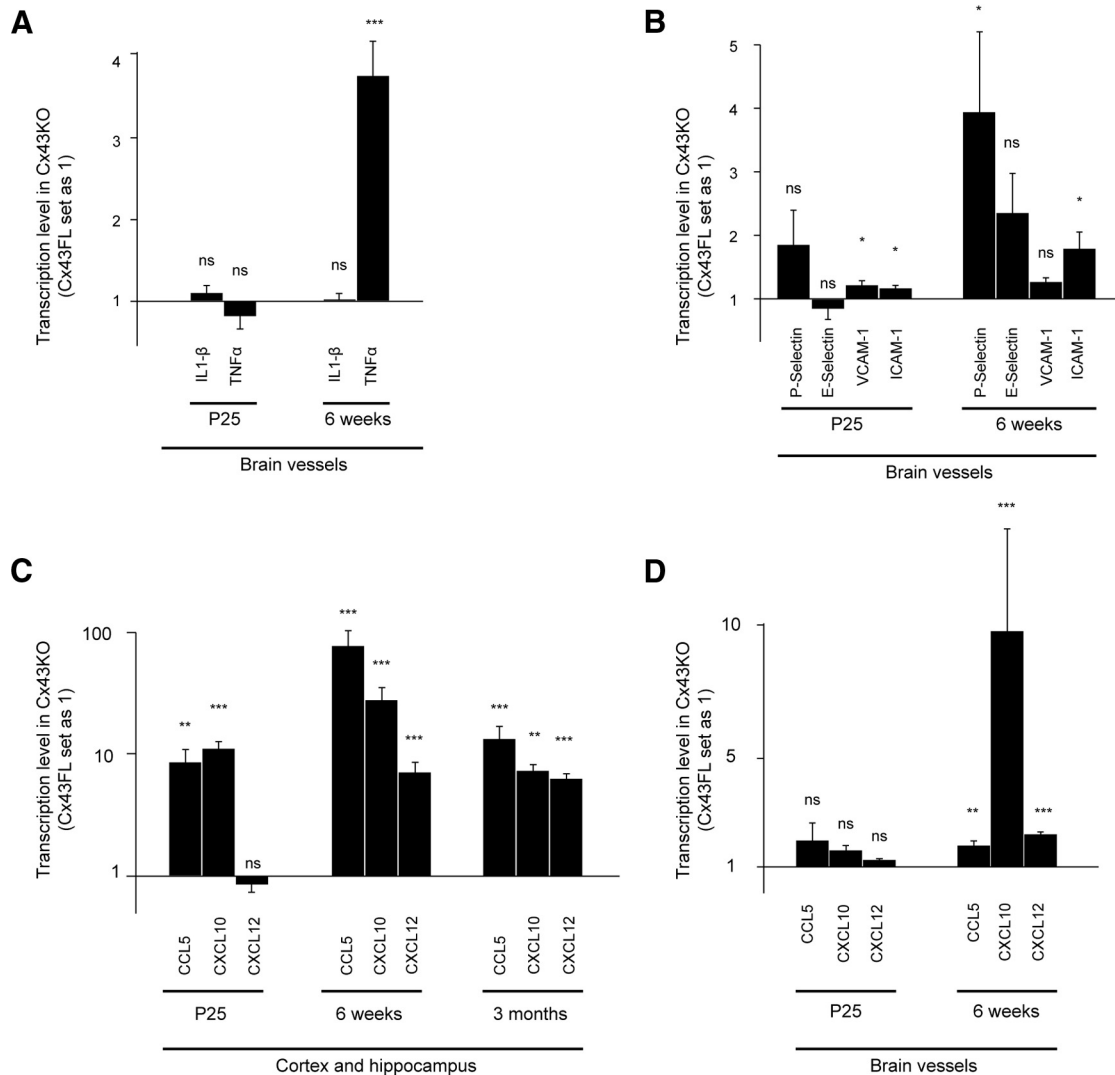 A
Transcription level in Cx43KO
(Cx43FL set as 1)
4
3
2
1
ns
ns
ns
***
IL1-β
TNFα
IL1-β
TNFα
P25
6 weeks
Brain vessels
B
Transcription level in Cx43KO
(Cx43FL set as 1)
5
4
3
2
1
ns
ns
*
*
*
ns
ns
*
P-Selectin
E-Selectin
VCAM-1
ICAM-1
P-Selectin
E-Selectin
VCAM-1
ICAM-1
P25
6 weeks
Brain vessels
C
Transcription level in Cx43KO
(Cx43FL set as 1)
100
10
1
**
***
ns
***
***
***
***
**
***
CCL5
CXCL10
CXCL12
CCL5
CXCL10
CXCL12
CCL5
CXCL10
CXCL12
P25
6 weeks
3 months
Cortex and hippocampus
D
Transcription level in Cx43KO
(Cx43FL set as 1)
10
5
1
ns
ns
ns
**
***
***
CCL5
CXCL10
CXCL12
CCL5
CXCL10
CXCL12
P25
6 weeks
Brain vessels